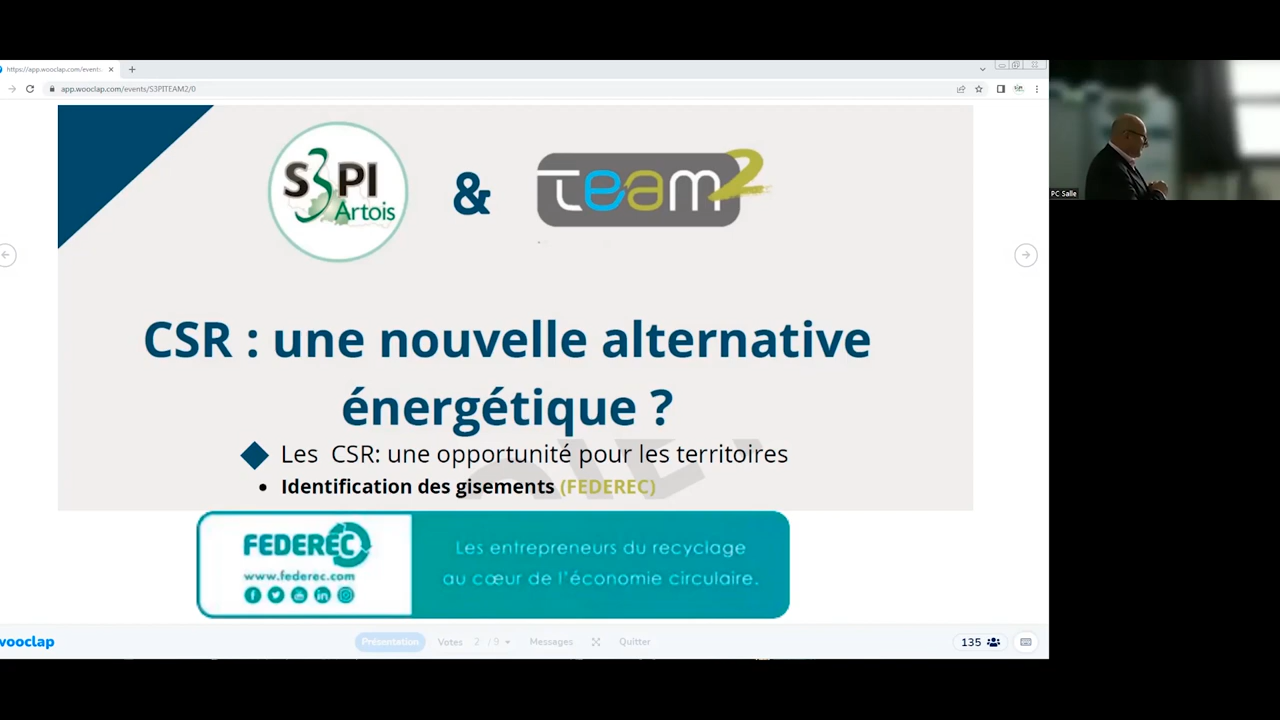 https://app.wooclap.com/events
app.wooclap.com/events/S3PITEAM2/0
S3PI
Artois
&
team2
PC Salle
CSR : une nouvelle alternative
énergétique ?
Les CSR: une opportunité pour les territoires
Identification des gisements (FEDEREC)
FEDEREC
www.federec.com
Les entrepreneurs du recyclage
au cœur de l'économie circulaire.
wooclap
Présentation
Votes 2 / 9
Messages
Quitter
135